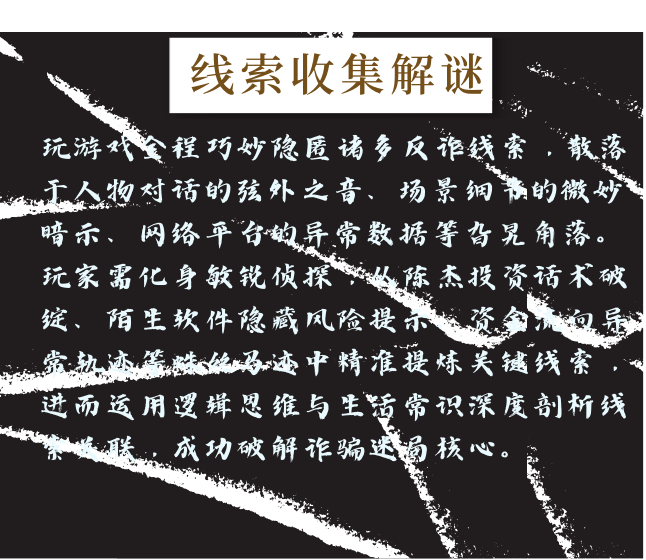 线索收集解谜
玩游戏全程巧妙隐匿诸多反诈线索，散落
于人物对话的弦外之音、场景细节的微妙
暗示、网络平台的异常数据等旮旯角落。
玩家需化身敏锐侦探，从陈杰投资话术破
绽、陌生软件隐藏风险提示、资金流向异
常轨迹等蛛丝马迹中精准提炼关键线索，
进而运用逻辑思维与生活常识深度剖析线
索关联，成功破解诈骗迷局核心。